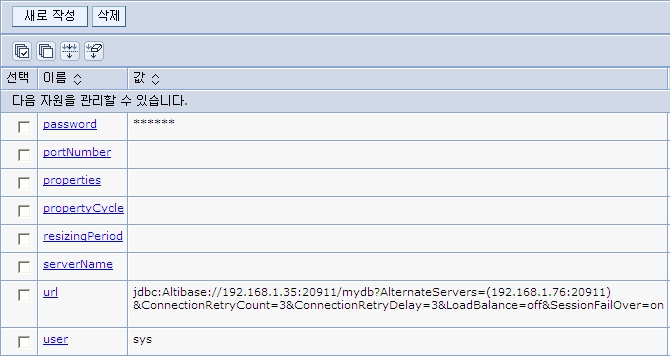 새로 작성 삭제
선택 이름 값
다음 자원을 관리할 수 있습니다.
password ******
portNumber
properties
propertyCycle
resizingPeriod
serverName
url jdbc:Altibase://192.168.1.35:20911/mydb?AlternateServers=(192.168.1.76:20911)
&ConnectionRetryCount=3&ConnectionRetryDelay=3&LoadBalance=off&SessionFailOver=on
user sys